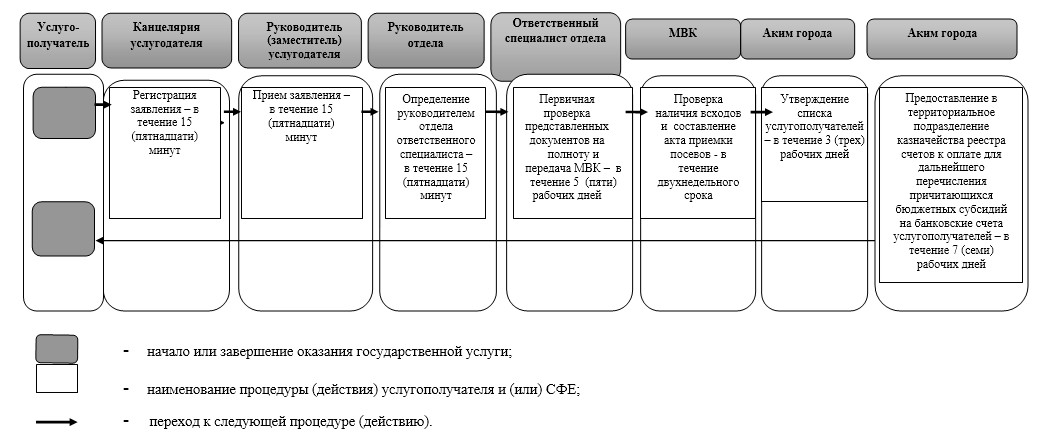 Услуго-
получатель
Канцелярия
услугодателя
Руководитель
(заместитель)
услугодателя
Руководитель
отдела
Ответственный
специалист отдела
МВК
Аким города
Аким города
Регистрация
заявления – в
течение 15
(пятнадцати)
минут
Прием заявления –
в течение 15
(пятнадцати)
минут
Определение
руководителем
отдела
ответственного
специалиста –
в течение 15
(пятнадцати)
минут
Первичная
проверка
представленных
документов на
полноту и
передача МВК – в
течение 5 (пяти)
рабочих дней
Проверка
наличия всходов
и составление
акта приемки
посевов - в
течение
двухнедельного
срока
Утверждение
списка
услугополучателей
– в течение 3 (трех)
рабочих дней
Предоставление в
территориальное
подразделение
казначейства реестра
счетов к оплате для
дальнейшего
перечисления
причитающихся
бюджетных субсидий
на банковские счета
услугополучателей – в
течение 7 (семи)
рабочих дней
- начало или завершение оказания государственной услуги;
- наименование процедуры (действия) услугополучателя и (или) СФЕ;
- переход к следующей процедуре (действию).